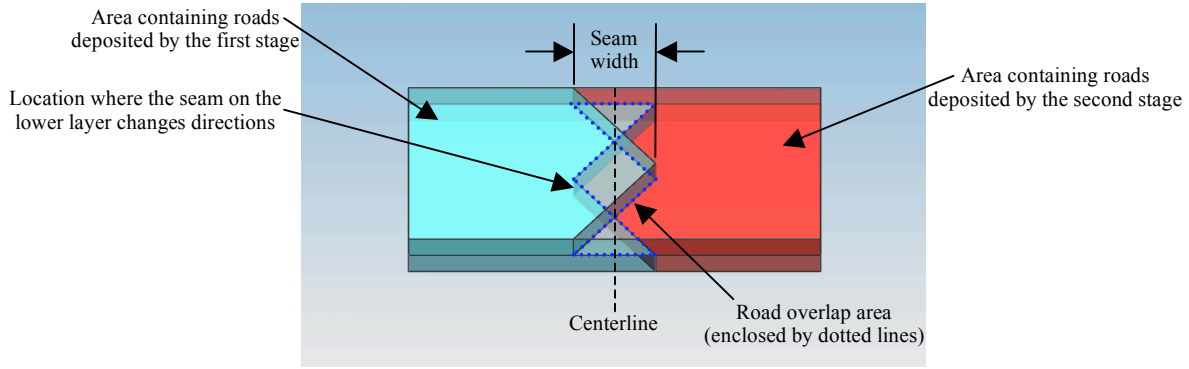 Area containing roads
deposited by the first stage
Location where the seam on the
lower layer changes directions
Seam
width
Area containing roads
deposited by the second stage
Centerline
Road overlap area
(enclosed by dotted lines)